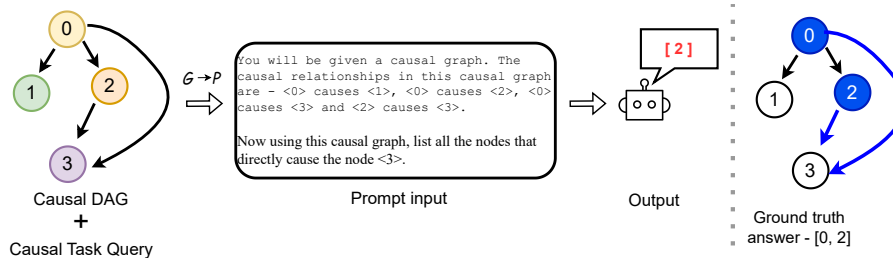 0
1
2
3
Causal DAG
+
Causal Task Query
G→P
You will be given a causal graph. The
causal relationships in this causal graph
are - <0> causes <1>, <0> causes <2>, <0>
causes <3> and <2> causes <3>.
Now using this causal graph, list all the nodes that
directly cause the node <3>.
Prompt input
[ 2 ]
Output
0
1
2
3
Ground truth
answer - [0, 2]